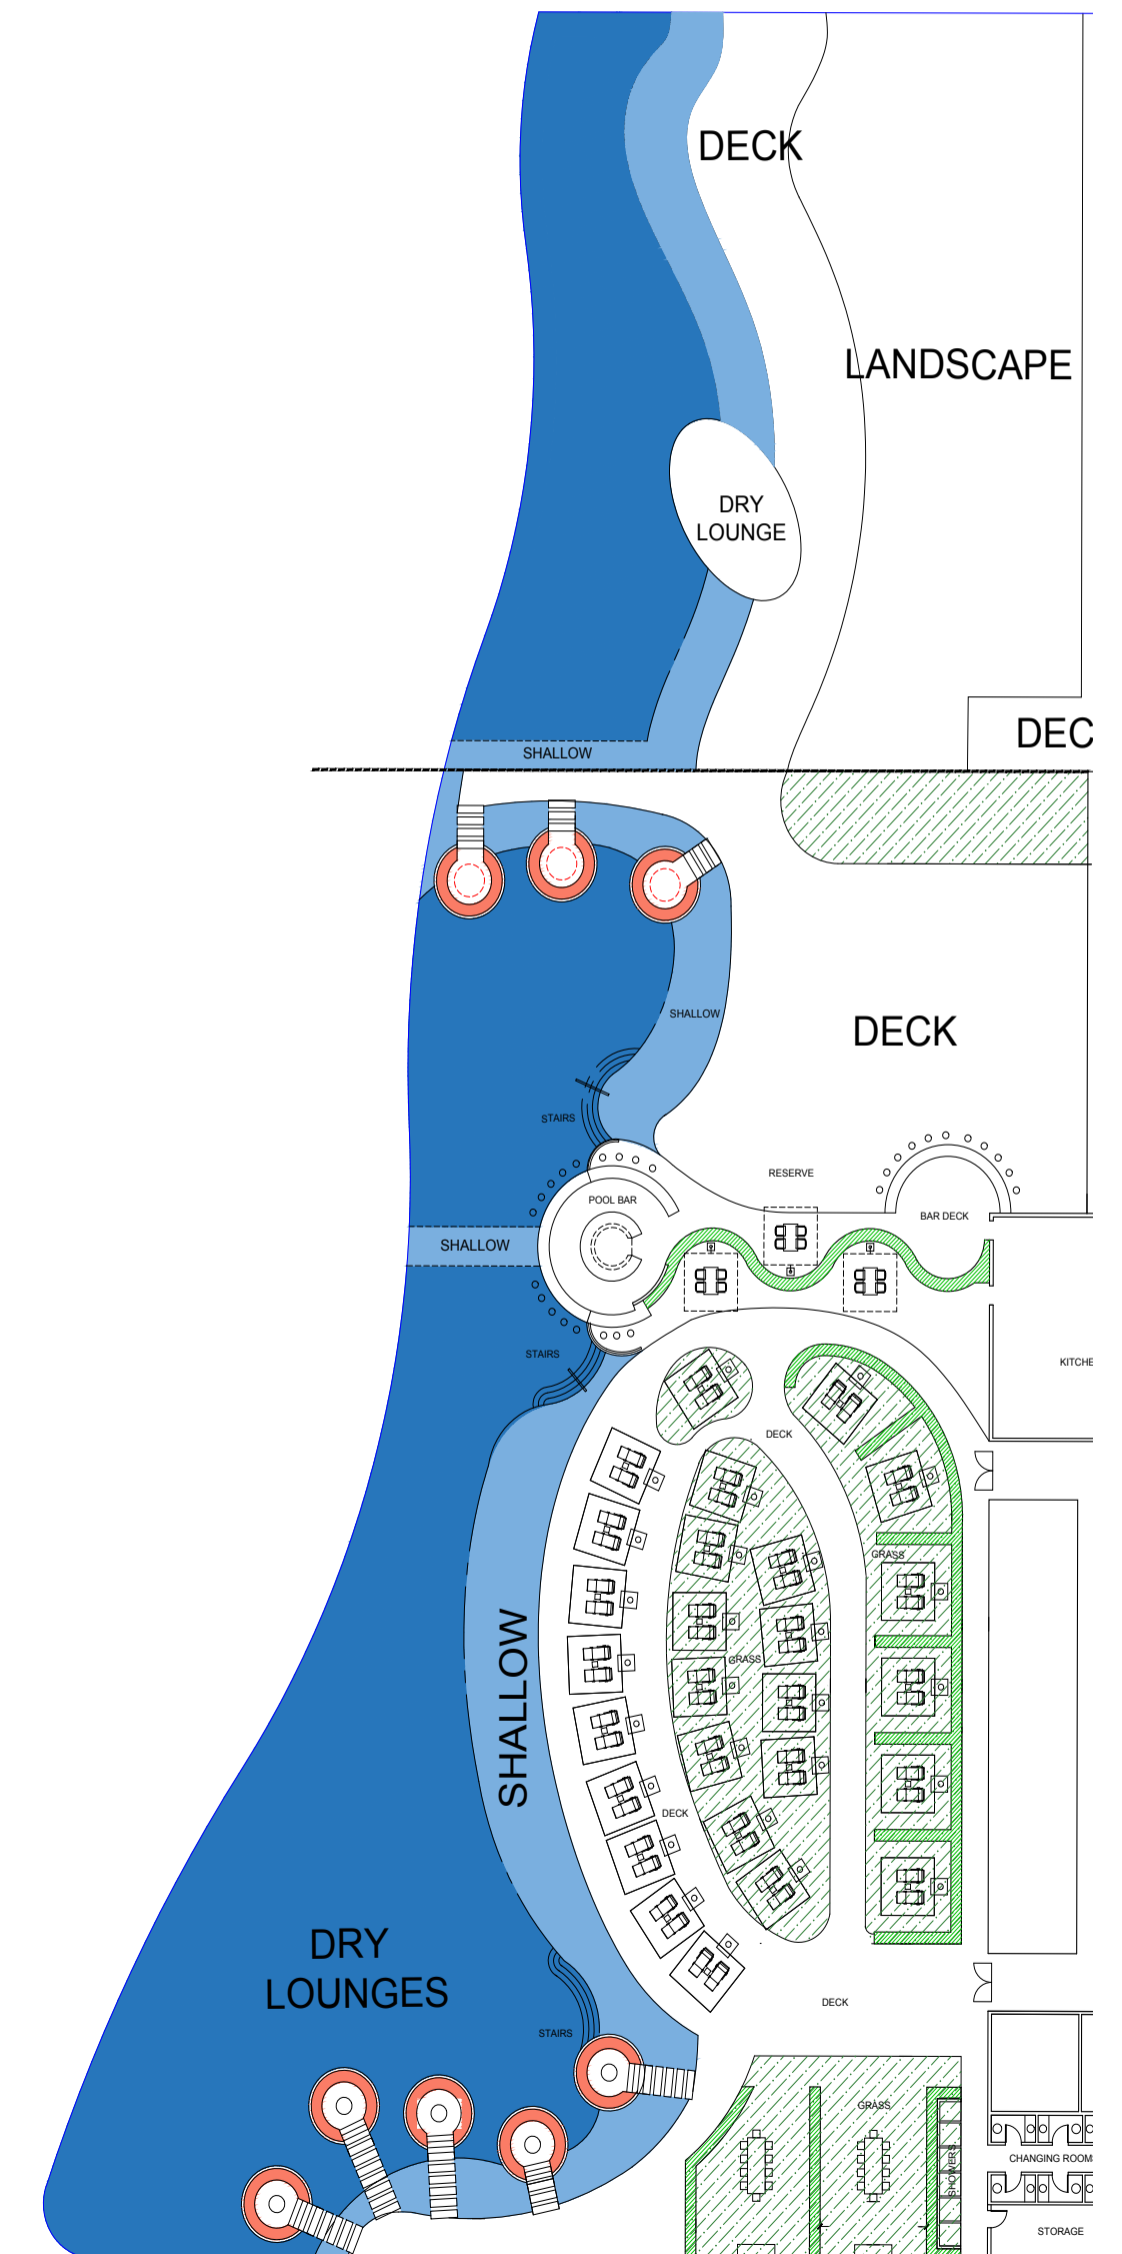 DECK
LANDSCAPE
DRY
LOUNGE
DEC
SHALLOW
SHALLOW
DECK
STAIRS
RESERVE
POOL BAR
BAR DECK
SHALLOW
STAIRS
KITCHE
DECK
GRASS
GRASS
SHALLOW
DECK
DRY
LOUNGES
DECK
STAIRS
GRASS
SHOWERS
CHANGING ROOM
STORAGE